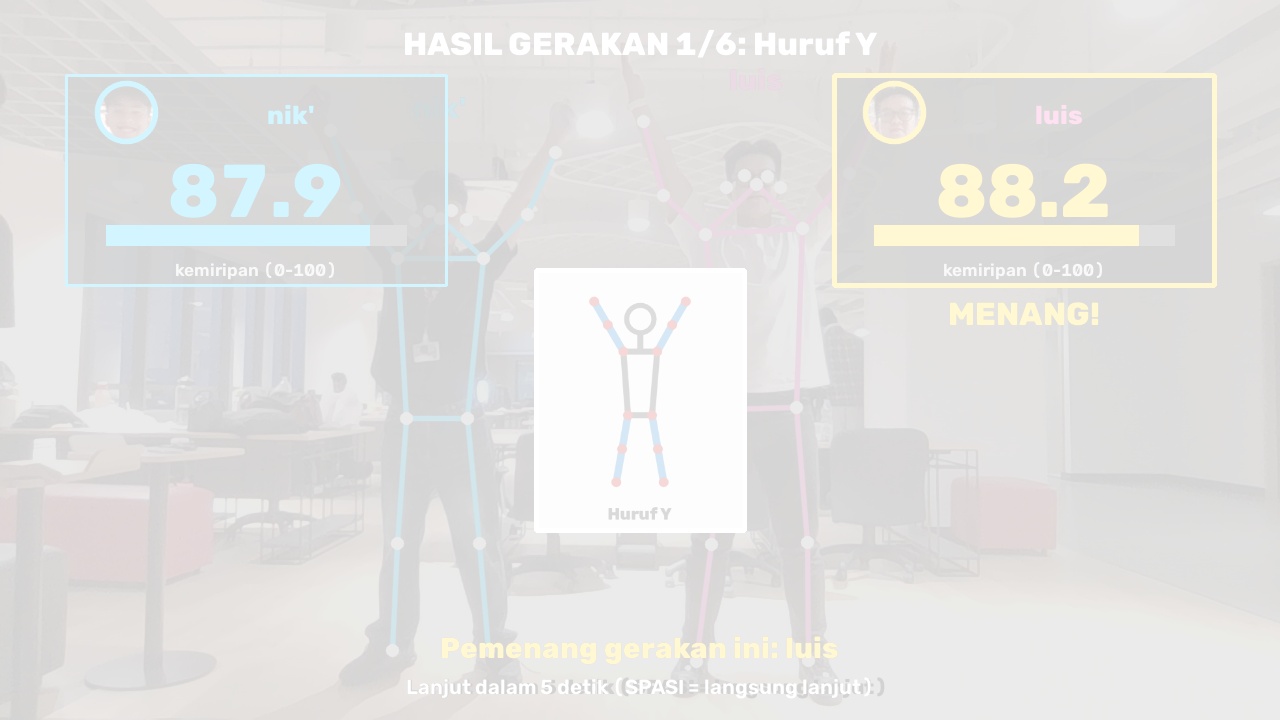 HASIL GERAKAN 1/6: Huruf Y
nik'
87.9
kemiripan (0-100)
luis
88.2
kemiripan (0-100)
MENANG!
Huruf Y
Pemenang gerakan ini: luis
Lanjut dalam 5 detik (SPASI = langsung lanjut)